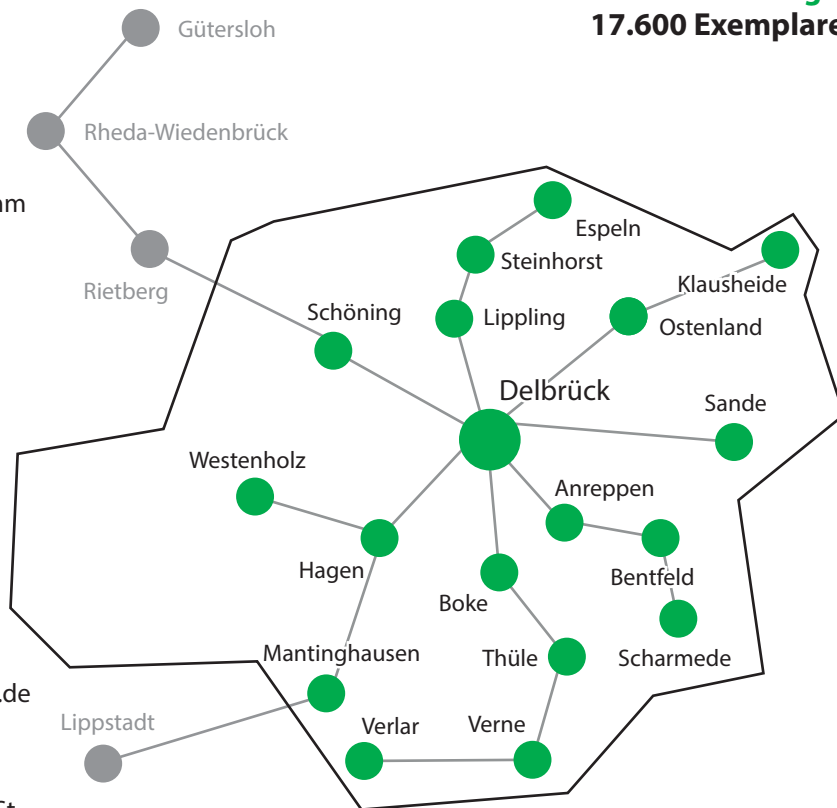 Gütersloh
17.600 Exemplare
Rheda-Wiedenbrück
Espeln
Steinhorst
Klausheide
Rietberg
Schöning
Lippling
Ostenland
Delbrück
Sande
Westenholz
Anreppen
Hagen
Bentfeld
Boke
Mantinghausen
Thüle
Scharmede
.de
Lippstadt
Verlar
Verne